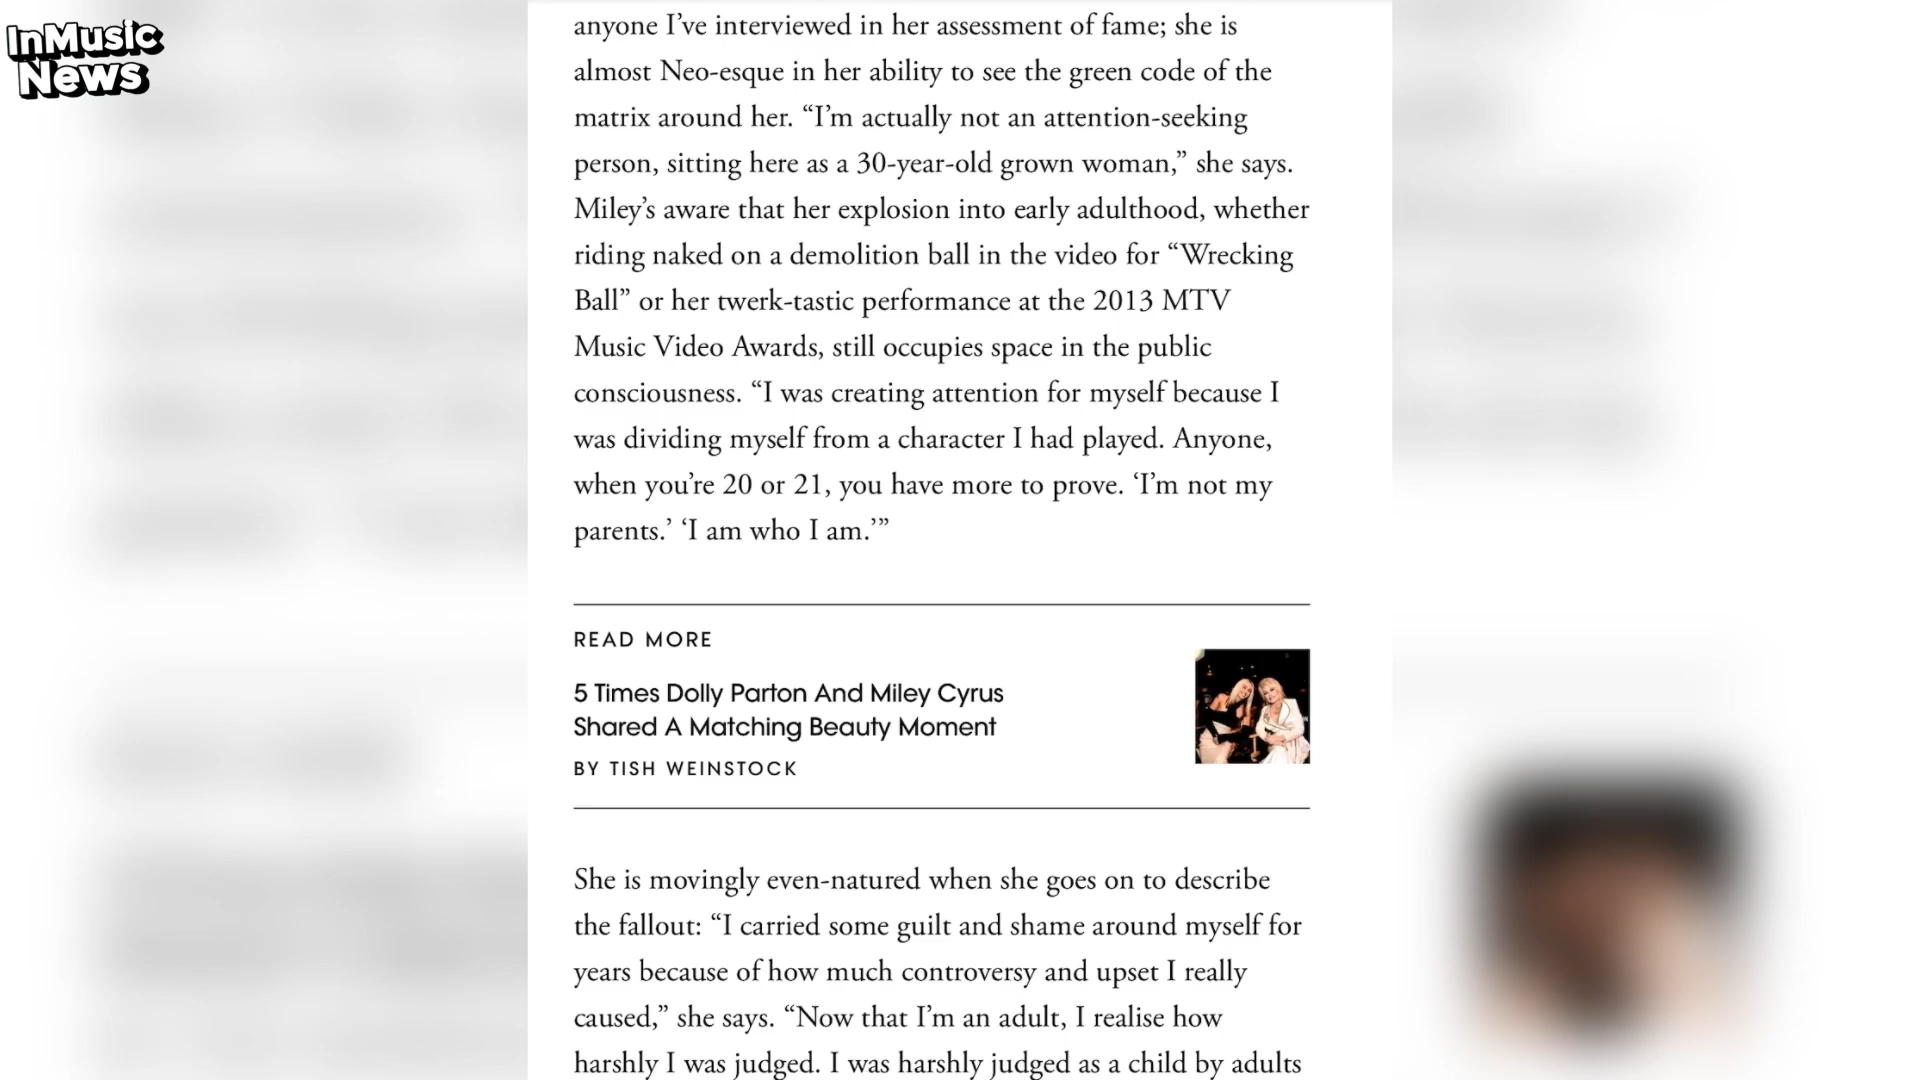 InMusic
News
anyone I’ve interviewed in her assessment of fame; she is
almost Neo-esque in her ability to see the green code of the
matrix around her. “I’m actually not an attention-seeking
person, sitting here as a 30-year-old grown woman,” she says.
Miley’s aware that her explosion into early adulthood, whether
riding naked on a demolition ball in the video for “Wrecking
Ball” or her twerk-tastic performance at the 2013 MTV
Music Video Awards, still occupies space in the public
consciousness. “I was creating attention for myself because I
was dividing myself from a character I had played. Anyone,
when you’re 20 or 21, you have more to prove. ‘I’m not my
parents.’ ‘I am who I am.’”
READ MORE
5 Times Dolly Parton And Miley Cyrus
Shared A Matching Beauty Moment
BY TISH WEINSTOCK
She is movingly even-natured when she goes on to describe
the fallout: “I carried some guilt and shame around myself for
years because of how much controversy and upset I really
caused,” she says. “Now that I’m an adult, I realise how
harshly I was judged. I was harshly judged as a child by adults